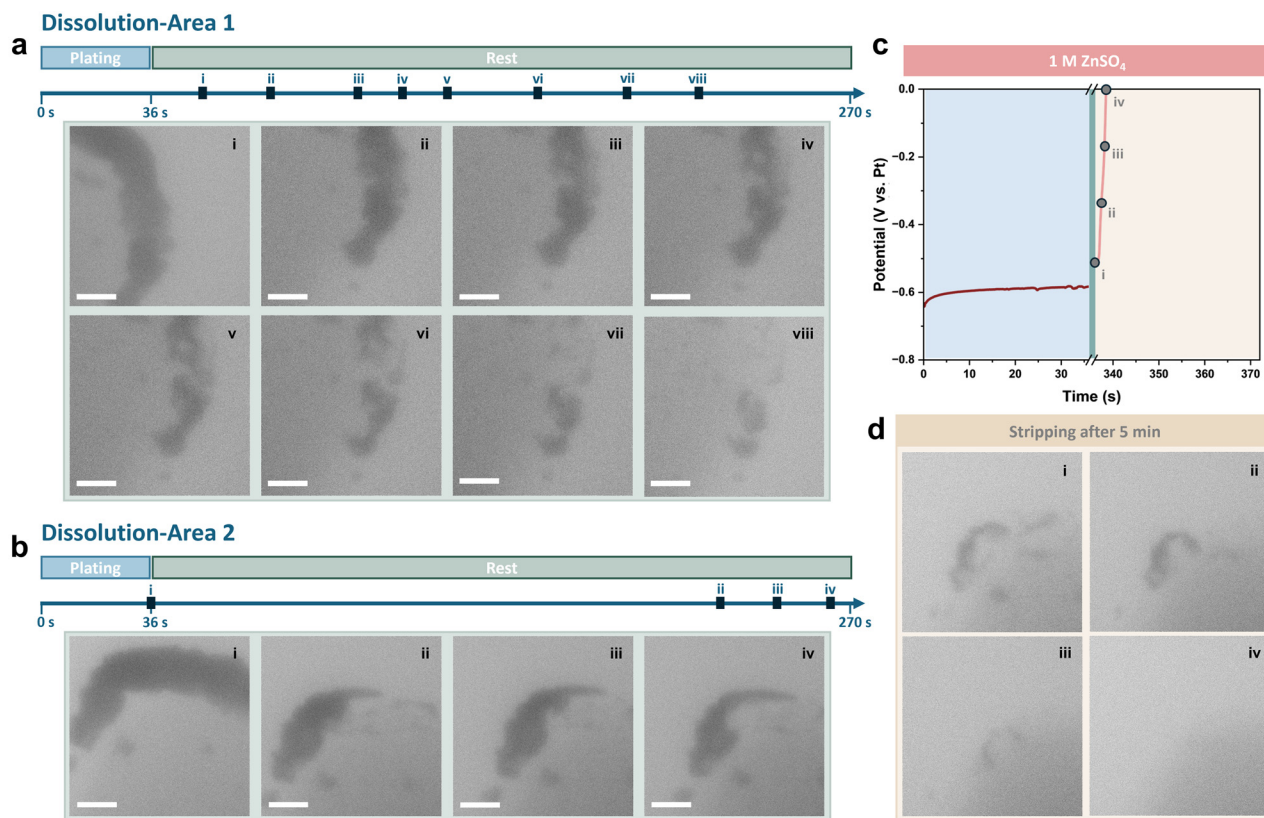 Dissolution-Area 1
a
Plating Rest
i ii iii iv v vi vii viii
0 s 36 s 270 s
i ii iii iv
v vi vii viii
Dissolution-Area 2
b
Plating Rest
i ii iii iv
0 s 36 s 270 s
i ii iii iv
c
1 M ZnSO₄
Potential (V vs. Pt)
0.0
−0.2
−0.4
−0.6
−0.8
iv
iii
ii
i
0 10 20 30 340 350 360 370
Time (s)
d
Stripping after 5 min
i ii
iii iv